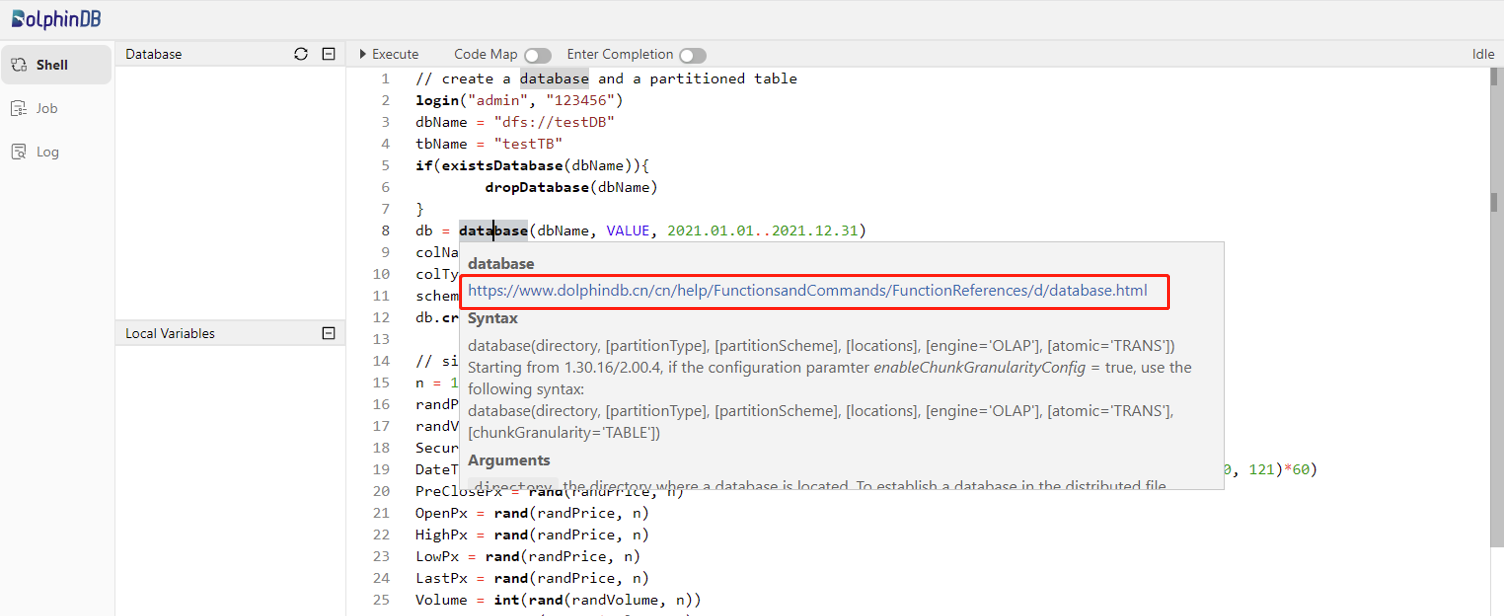 DolphinDB
Shell
Job
Log
Database
Execute Code Map Enter Completion Idle
1 // create a database and a partitioned table
2 login("admin", "123456")
3 dbName = "dfs://testDB"
4 tbName = "testTB"
5 if(existsDatabase(dbName)){
6 dropDatabase(dbName)
7 }
8 db = database(dbName, VALUE, 2021.01.01..2021.12.31)
9 colNa
10 colTy
11 schem
12 db.cr
13
14 // si
15 n = 1
16 randP
17 randV
18 Secur
19 DateT 0, 121)*60)
20 PreClosePx = rand(randPrice, n)
21 OpenPx = rand(randPrice, n)
22 HighPx = rand(randPrice, n)
23 LowPx = rand(randPrice, n)
24 LastPx = rand(randPrice, n)
25 Volume = int(rand(randVolume, n))
database
https://www.dolphindb.cn/cn/help/FunctionsandCommands/FunctionReferences/d/database.html
Syntax
database(directory, [partitionType], [partitionScheme], [locations], [engine='OLAP'], [atomic='TRANS'])
Starting from 1.30.16/2.00.4, if the configuration paramter enableChunkGranularityConfig = true, use the
following syntax:
database(directory, [partitionType], [partitionScheme], [locations], [engine='OLAP'], [atomic='TRANS'],
[chunkGranularity='TABLE'])
Arguments
directory the directory where a database is located. To establish a database in the distributed file
Local Variables